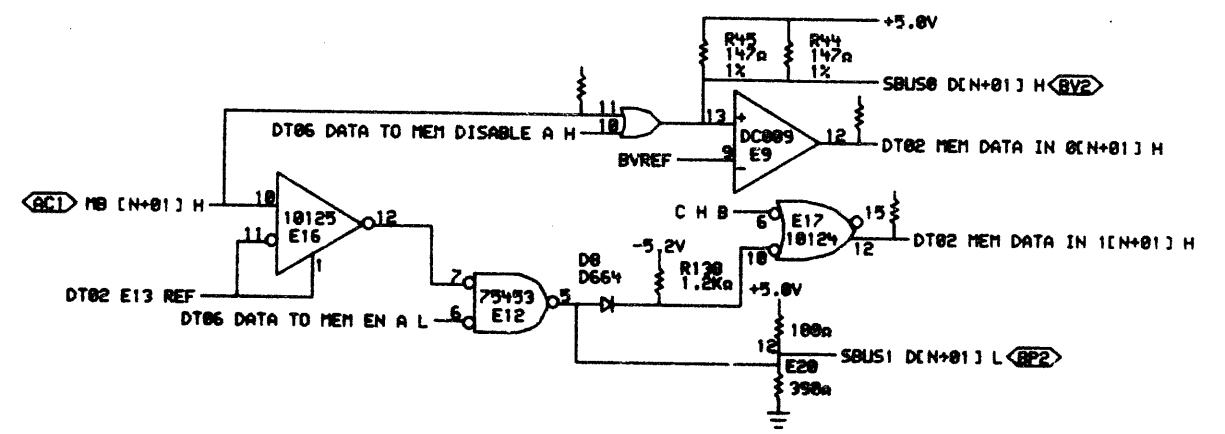 +5.0V
R45 147Ω 1%
R44 147Ω 1%
SBUS0 D[N+01] H BV2
11
10
DT06 DATA TO MEM DISABLE A H
13
+
DC009
E9
12
DT02 MEM DATA IN 0[N+01] H
BVREF
9
-
AC1 MB [N+01] H
10
10125
E16
12
11
1
C H B
6
E17
10124
15
12
10
DT02 MEM DATA IN 1[N+01] H
DT02 E13 REF
D8
D664
-5.2V
R138
1.2KΩ
7
75453
E12
5
6
DT06 DATA TO MEM EN A L
+5.0V
100Ω
12
SBUS1 D[N+01] L BP2
E20
390Ω